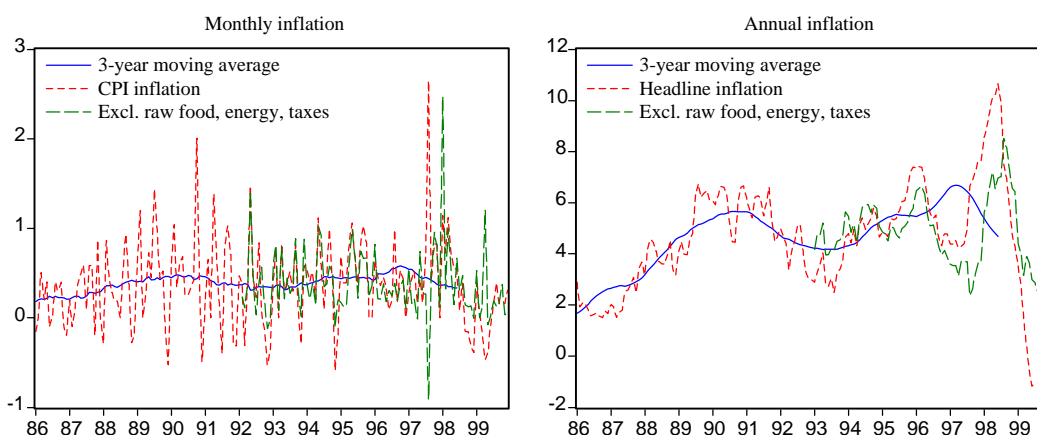 Monthly inflation
3
2
1
0
-1
3-year moving average
CPI inflation
Excl. raw food, energy, taxes
86 87 88 89 90 91 92 93 94 95 96 97 98 99
Annual inflation
12
10
8
6
4
2
0
-2
3-year moving average
Headline inflation
Excl. raw food, energy, taxes
86 87 88 89 90 91 92 93 94 95 96 97 98 99